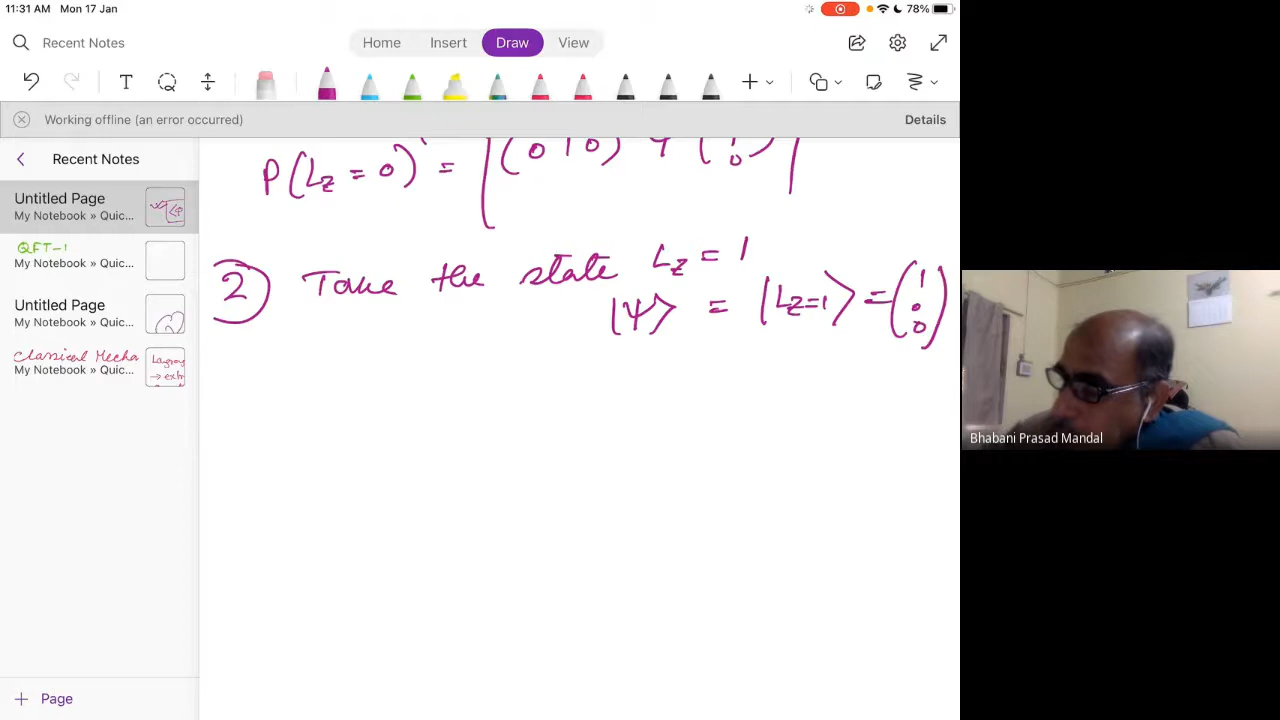 11:31 AM Mon 17 Jan
78%
Recent Notes
Home Insert Draw View
Working offline (an error occurred)
Details
Recent Notes
Untitled Page
My Notebook » Quic...
QFT-1
My Notebook » Quic...
Untitled Page
My Notebook » Quic...
Classical Mecha
My Notebook » Quic...
Page
P(Lz = 0) =
2 Take the state Lz = 1
|Ψ⟩ = |Lz=1⟩ = (1 0 0)
Bhabani Prasad Mandal